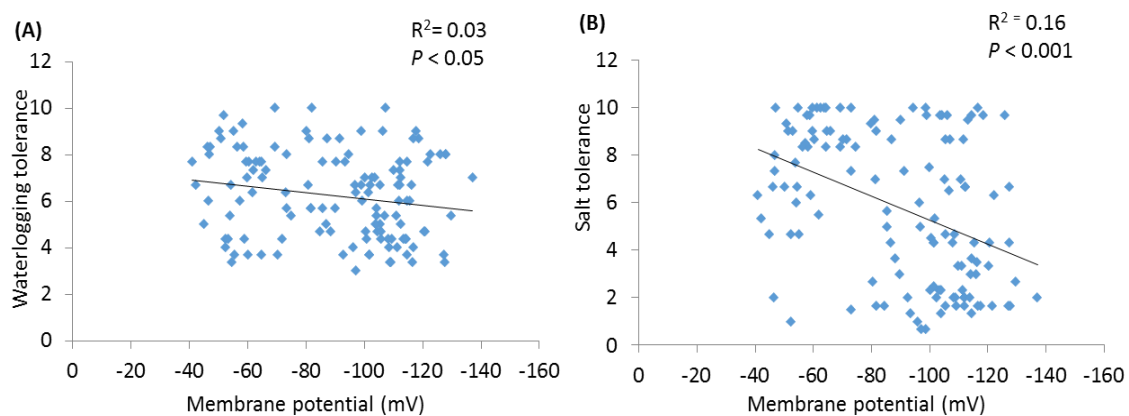 (A)
R²= 0.03
P < 0.05
12
10
8
6
4
2
0
0 -20 -40 -60 -80 -100 -120 -140 -160
Waterlogging tolerance
Membrane potential (mV)
(B)
R² = 0.16
P < 0.001
12
10
8
6
4
2
0
0 -20 -40 -60 -80 -100 -120 -140 -160
Salt tolerance
Membrane potential (mV)